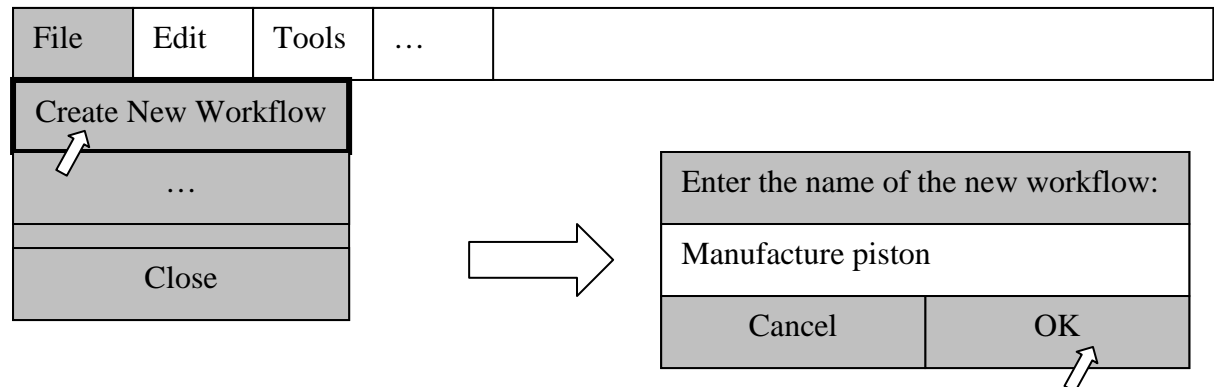 File Edit Tools …
Create New Workflow
…
Close
Enter the name of the new workflow:
Manufacture piston
Cancel OK